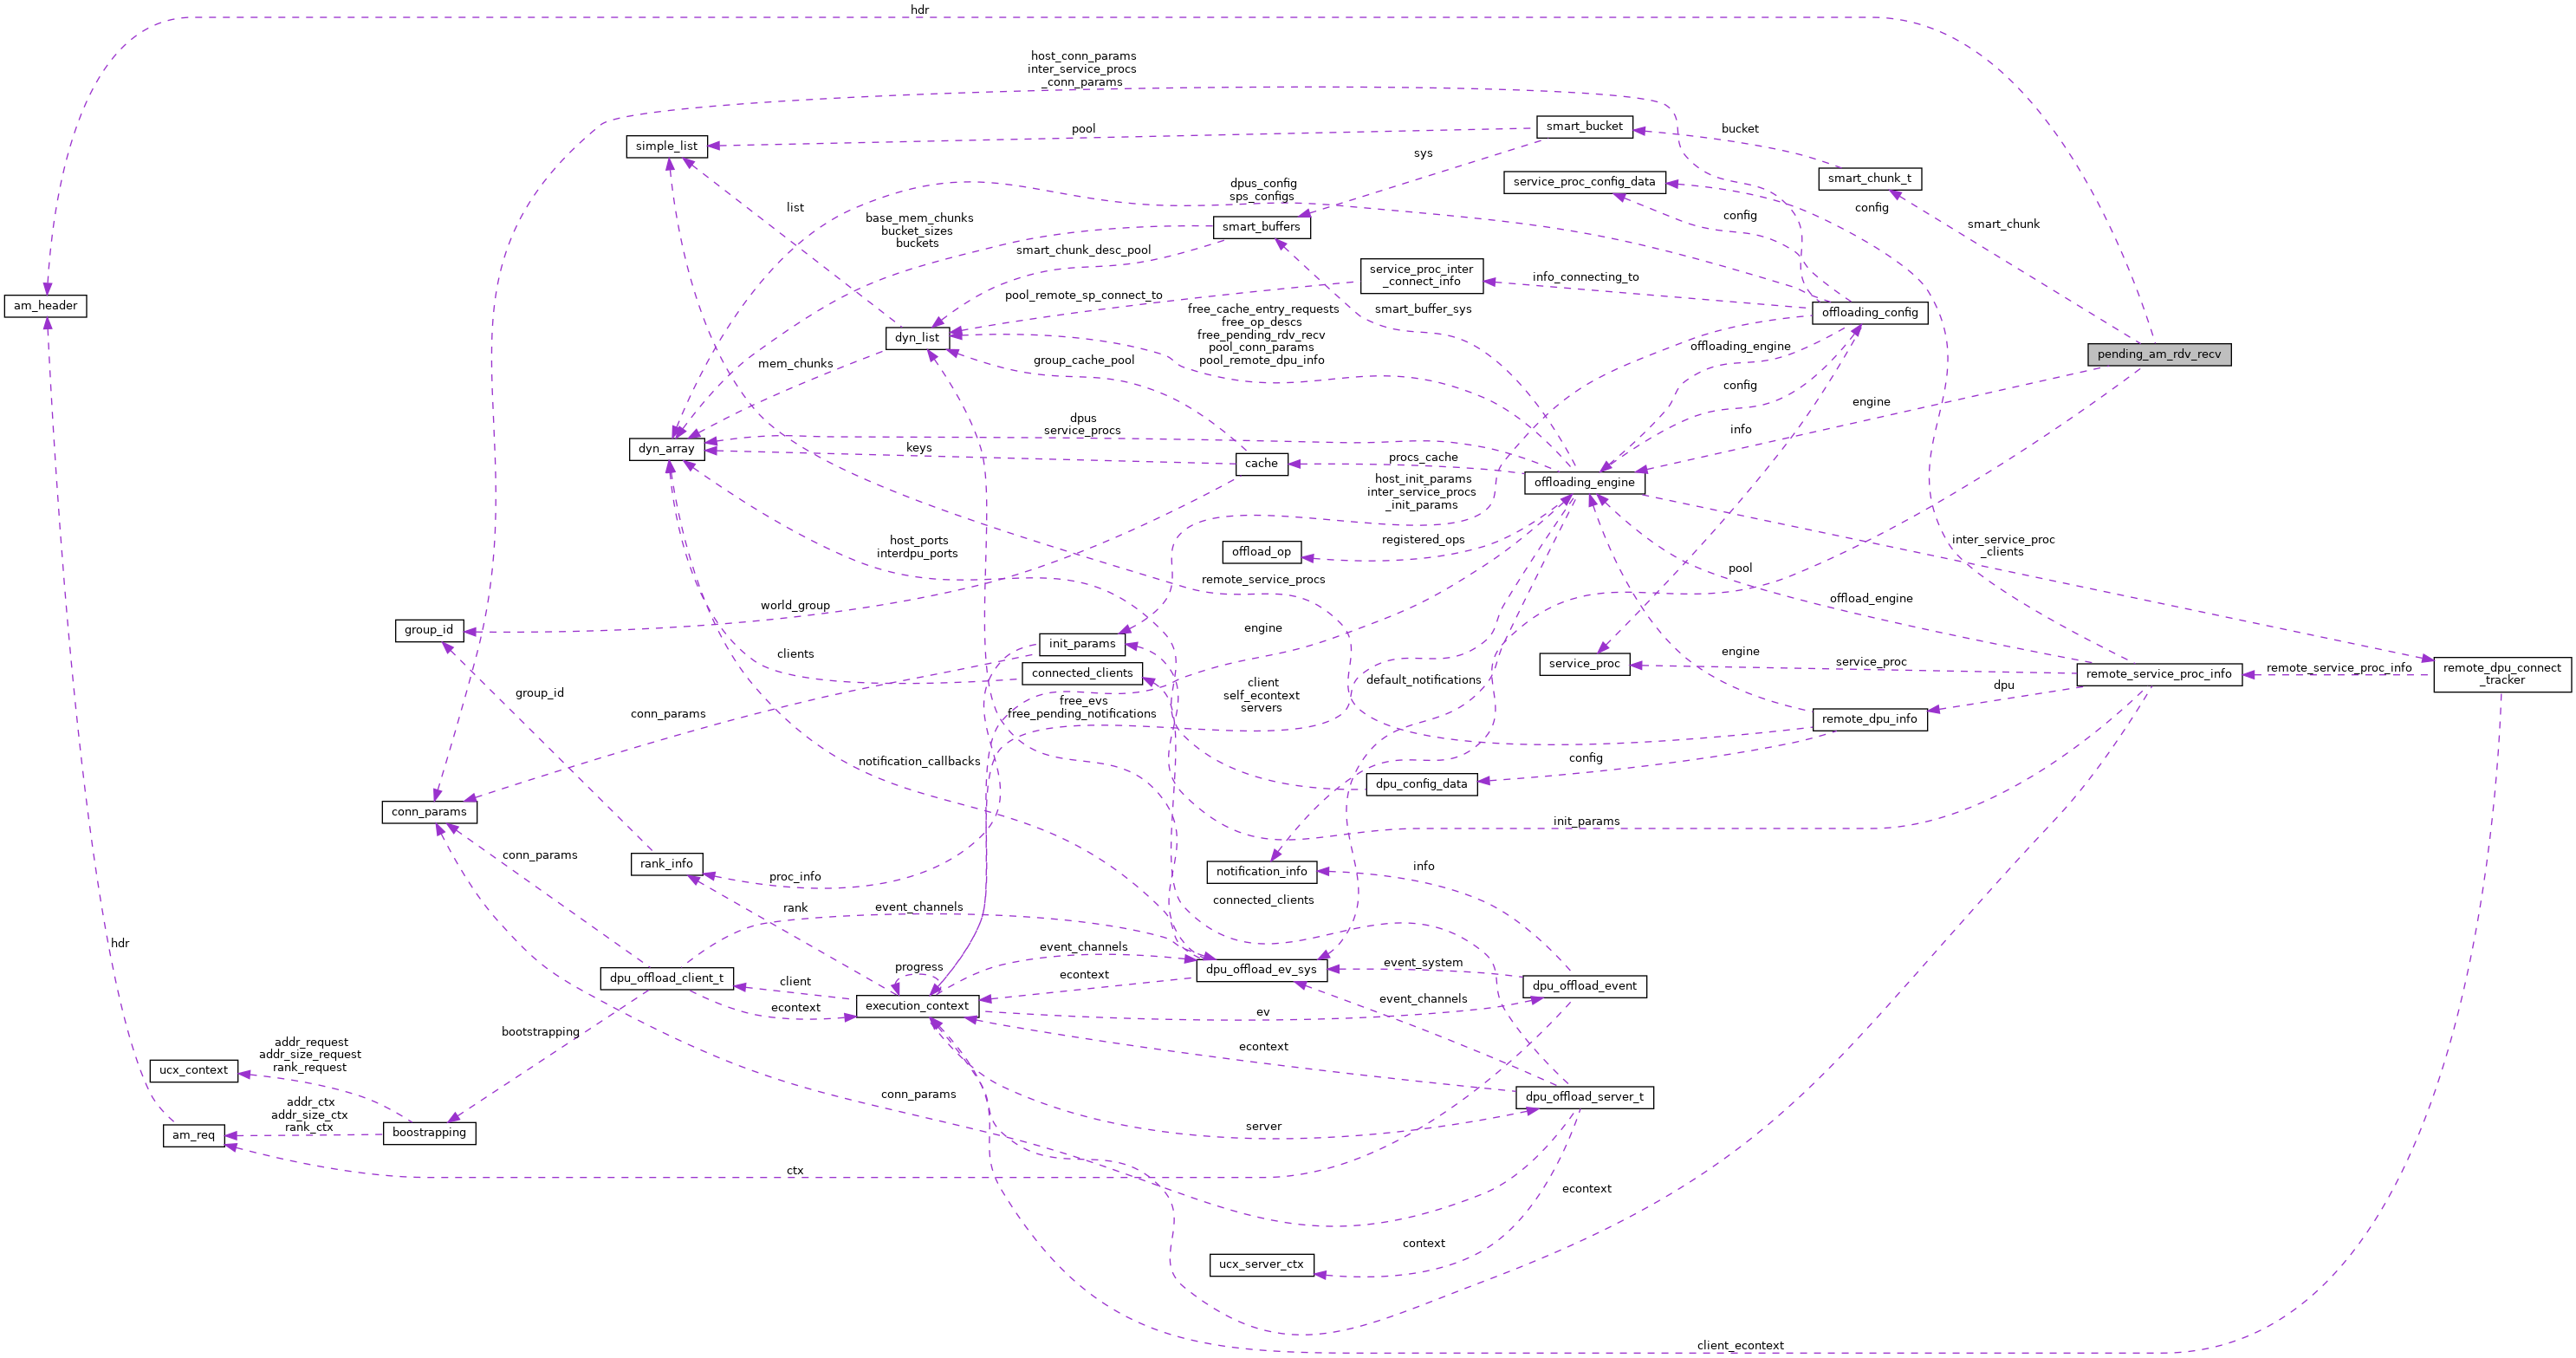 hdr
host_conn_params
inter_service_procs
_conn_params
smart_bucket
bucket
pool
simple_list
sys
smart_chunk_t
service_proc_config_data
dpus_config
sps_configs
list
config
config
base_mem_chunks
bucket_sizes
buckets
smart_buffers
smart_chunk
smart_chunk_desc_pool
service_proc_inter
_connect_info
info_connecting_to
pool_remote_sp_connect_to
am_header
free_cache_entry_requests
free_op_descs
free_pending_rdv_recv
pool_conn_params
pool_remote_dpu_info
smart_buffer_sys
offloading_config
dyn_list
offloading_engine
pending_am_rdv_recv
group_cache_pool
mem_chunks
config
engine
dpus
service_procs
info
dyn_array
keys
cache
procs_cache
host_init_params
inter_service_procs
_init_params
offloading_engine
host_ports
interdpu_ports
offload_op
registered_ops
inter_service_proc
_clients
remote_service_procs
pool
world_group
offload_engine
group_id
engine
init_params
clients
connected_clients
engine
service_proc
service_proc
remote_service_proc_info
remote_service_proc_info
remote_dpu_connect
_tracker
group_id
default_notifications
client
self_econtext
servers
dpu
free_evs
free_pending_notifications
conn_params
remote_dpu_info
notification_callbacks
config
dpu_config_data
conn_params
init_params
conn_params
rank_info
proc_info
notification_info
info
rank
connected_clients
event_channels
hdr
event_channels
progress
econtext
dpu_offload_ev_sys
event_system
dpu_offload_client_t
client
dpu_offload_event
econtext
execution_context
event_channels
ev
bootstrapping
addr_request
addr_size_request
rank_request
econtext
ucx_context
conn_params
dpu_offload_server_t
addr_ctx
addr_size_ctx
rank_ctx
am_req
boostrapping
server
ctx
econtext
context
ucx_server_ctx
client_econtext